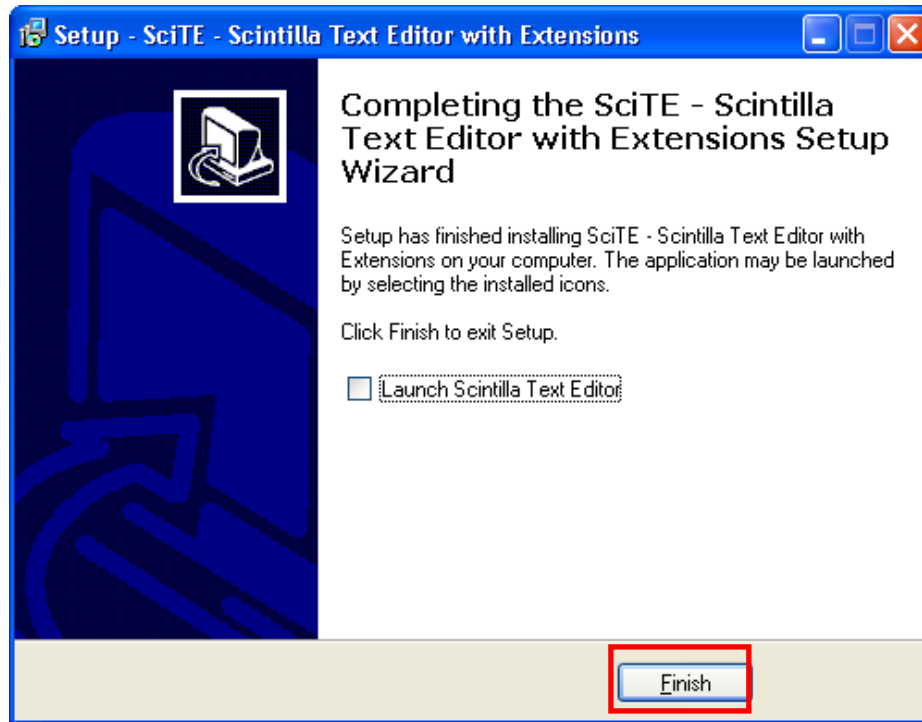 Setup - SciTE - Scintilla Text Editor with Extensions
Completing the SciTE - Scintilla
Text Editor with Extensions Setup
Wizard
Setup has finished installing SciTE - Scintilla Text Editor with
Extensions on your computer. The application may be launched
by selecting the installed icons.
Click Finish to exit Setup.
Launch Scintilla Text Editor
Finish